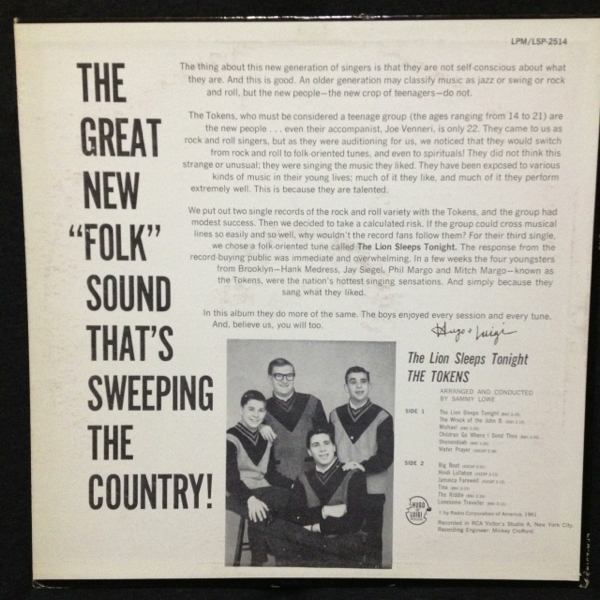 LPM/LSP-2514
THE
GREAT
NEW
“FOLK”
SOUND
THAT’S
SWEEPING
THE
COUNTRY!
The thing about this new generation of singers is that they are not self-conscious about what
they are. And this is good. An older generation may classify music as jazz or swing or rock
and roll, but the new people—the new crop of teenagers—do not.
The Tokens, who must be considered a teenage group (the ages ranging from 14 to 21) are
the new people . . . even their accompanist, Joe Venneri, is only 22. They came to us as
rock and roll singers, but as they were auditioning for us, we noticed that they would switch
from rock and roll to folk-oriented tunes, and even to spirituals! They did not think this
strange or unusual; they were singing the music they liked. They have been exposed to various
kinds of music in their young lives; much of it they like, and much of it they perform
extremely well. This is because they are talented.
We put out two single records of the rock and roll variety with the Tokens, and the group had
modest success. Then we decided to take a calculated risk. If the group could cross musical
lines so easily and so well, why wouldn't the record fans follow them? For their third single,
we chose a folk-oriented tune called The Lion Sleeps Tonight. The response from the
record-buying public was immediate and overwhelming. In a few weeks the four youngsters
from Brooklyn—Hank Medress, Jay Siegel, Phil Margo and Mitch Margo—known as
the Tokens, were the nation's hottest singing sensations. And simply because they
sang what they liked.
In this album they do more of the same. The boys enjoyed every session and every tune.
And, believe us, you will too.
Hugo & Luigi
The Lion Sleeps Tonight
THE TOKENS
ARRANGED AND CONDUCTED
BY SAMMY LOWE
SIDE 1
The Lion Sleeps Tonight
The Wreck of the John B.
Michael
Children Go Where I Send Thee
Shenandoah
Water Prayer
SIDE 2
Big Boat
Hindi Lullabye
Jamaica Farewell
Tina
The Riddle
Lonesome Traveller
HUGO
&
LUIGI
© by Radio Corporation of America, 1961
Recorded in RCA Victor's Studio A, New York City.
Recording Engineer: Mickey Crofford.